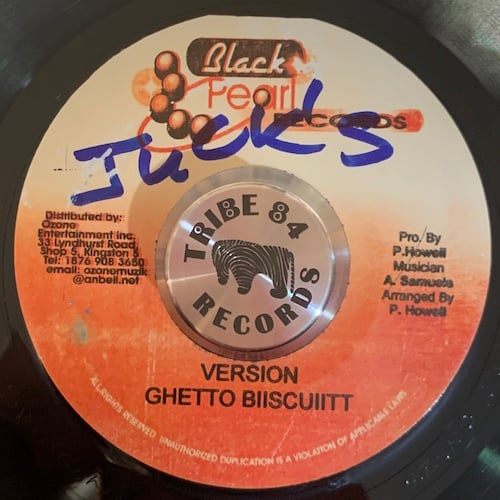 Black
Pearl
RECORDS
Jucks
Distributed by:
Ozone
Entertainment inc.
33 Lyndhurst Road,
Shop 5, Kingston 5
Tel: 1876 908 3650
email: ozonemuzik
@anbell.net
TRIBE 84
RECORDS
Pro. By
P. Howell
Musician
A. Samuels
Arranged By
P. Howell
VERSION
GHETTO BIISCUIITT
ALL RIGHTS RESERVED. UNAUTHORIZED DUPLICATION IS A VIOLATION OF APPLICABLE LAWS